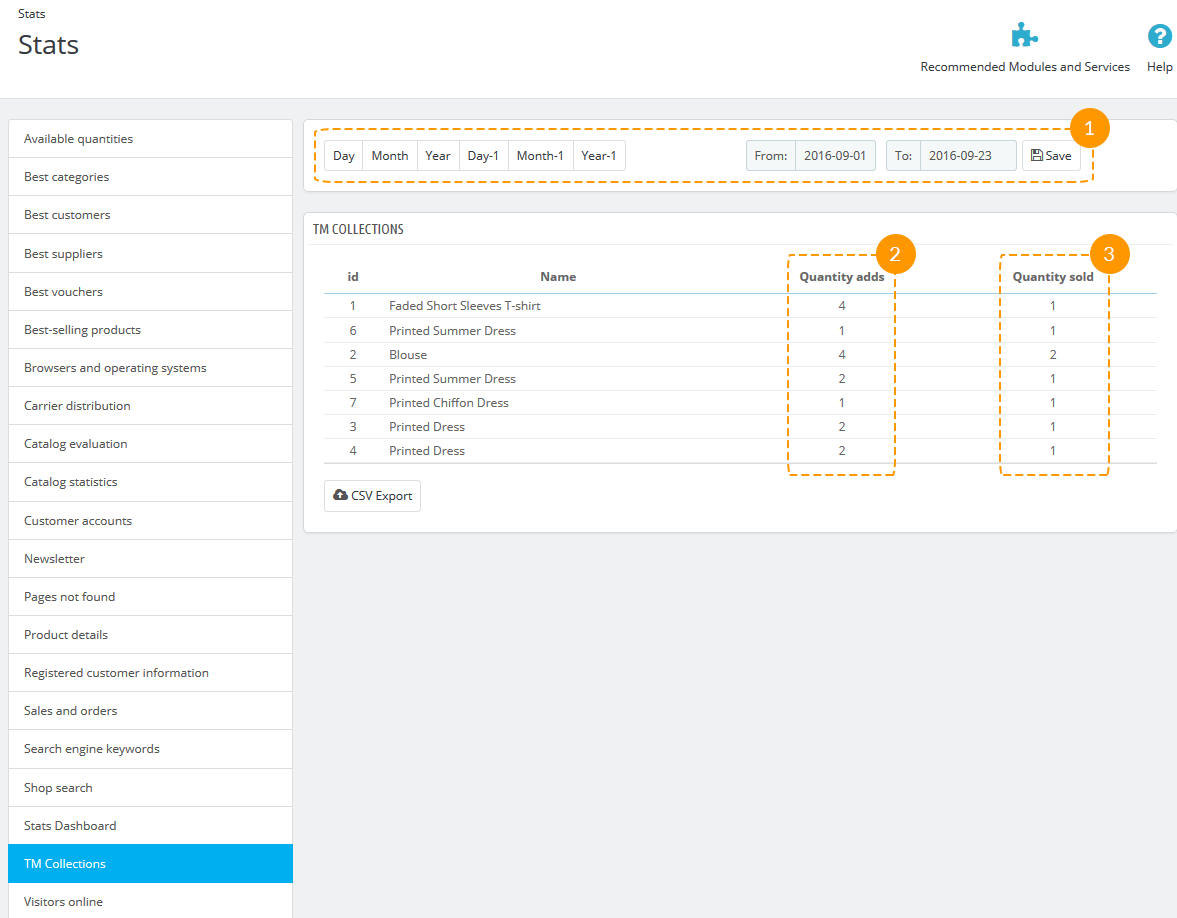 Stats
Stats
Recommended Modules and Services
Help
Available quantities
Best categories
Best customers
Best suppliers
Best vouchers
Best-selling products
Browsers and operating systems
Carrier distribution
Catalog evaluation
Catalog statistics
Customer accounts
Newsletter
Pages not found
Product details
Registered customer information
Sales and orders
Search engine keywords
Shop search
Stats Dashboard
TM Collections
Visitors online
1
Day Month Year Day-1 Month-1 Year-1 From: 2016-09-01 To: 2016-09-23 Save
TM COLLECTIONS
2 3
id Name Quantity adds Quantity sold
1 Faded Short Sleeves T-shirt 4 1
6 Printed Summer Dress 1 1
2 Blouse 4 2
5 Printed Summer Dress 2 1
7 Printed Chiffon Dress 1 1
3 Printed Dress 2 1
4 Printed Dress 2 1
CSV Export